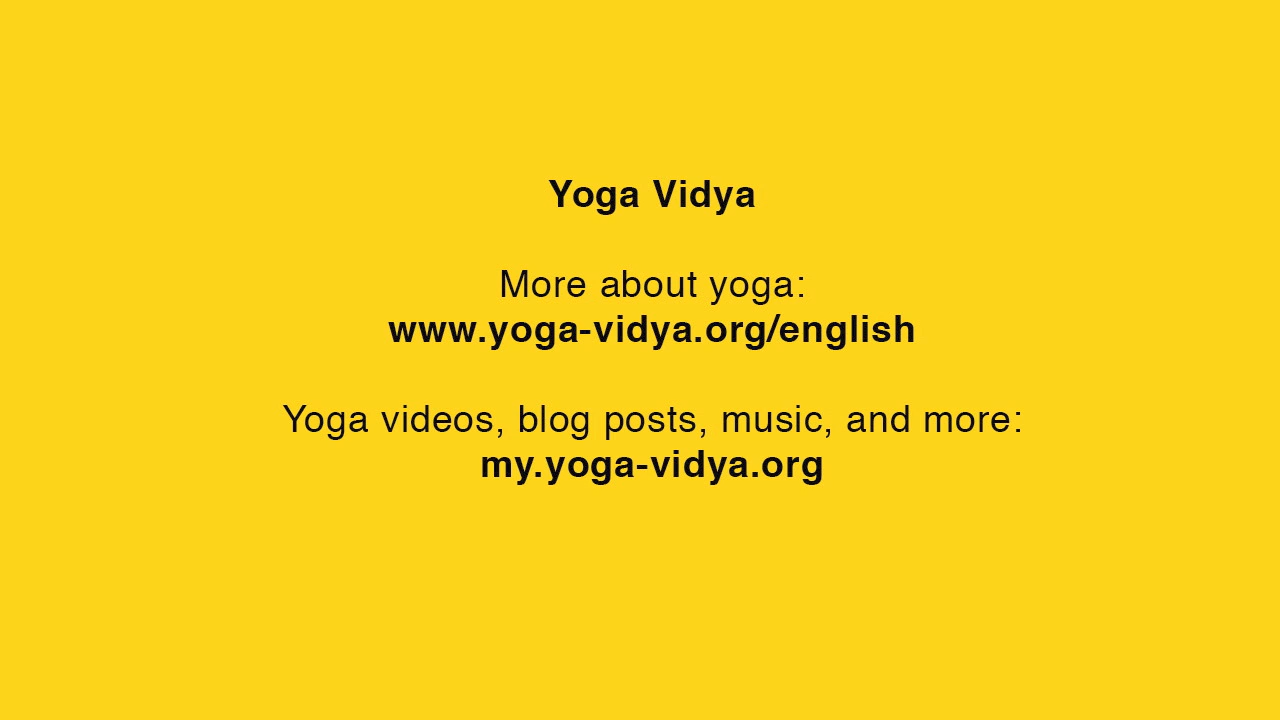 Yoga Vidya
More about yoga:
www.yoga-vidya.org/english
Yoga videos, blog posts, music, and more:
my.yoga-vidya.org